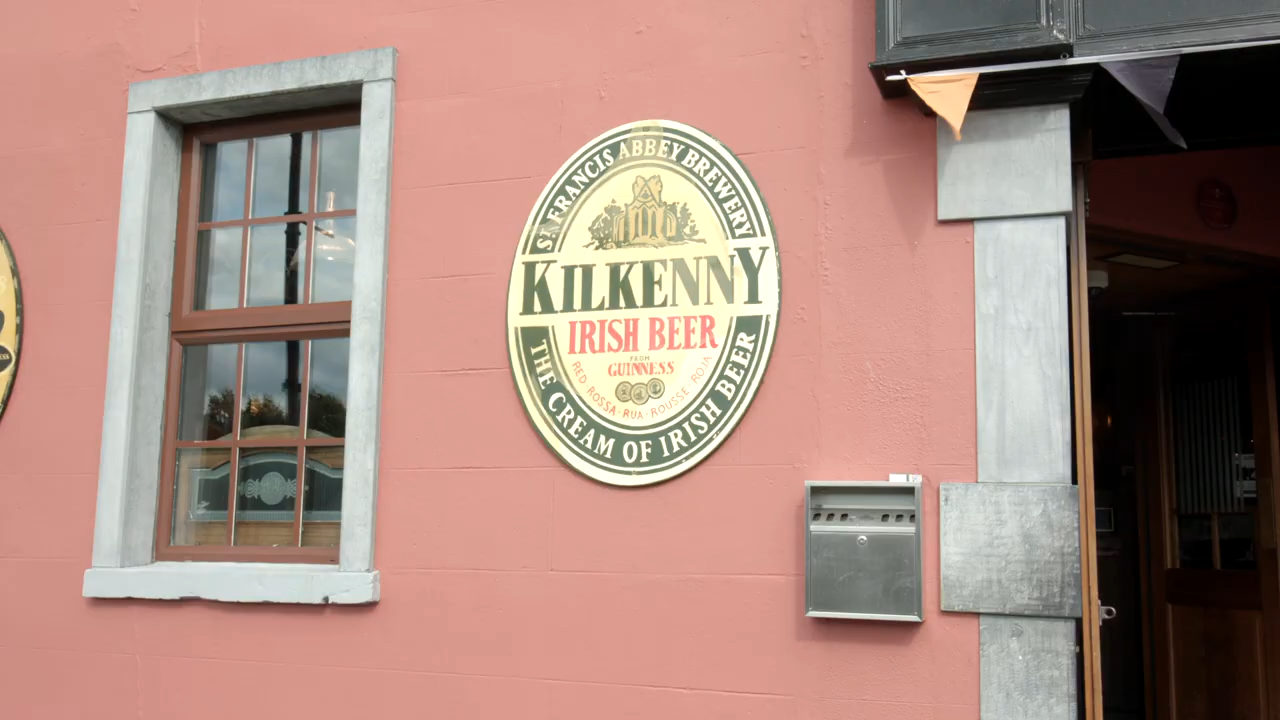 ST. FRANCIS ABBEY BREWERY
KILKENNY
IRISH BEER
FROM
GUINNESS
RED · ROSSA · RUA · ROUSSE · ROJA
THE CREAM OF IRISH BEER